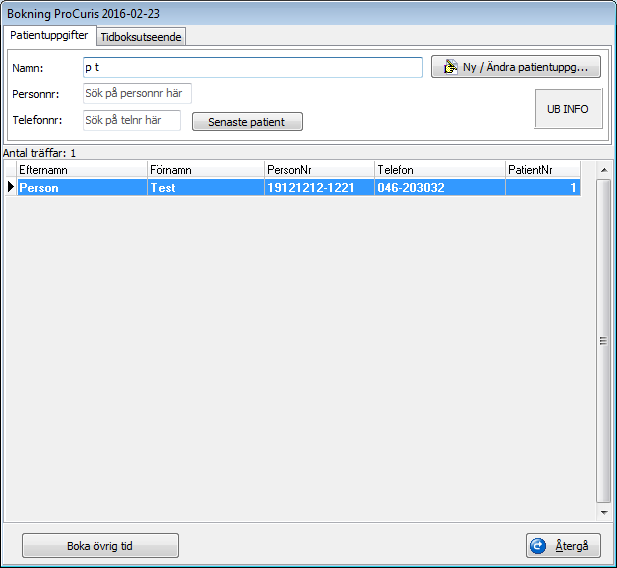 Bokning ProCuris 2016-02-23
Patientuppgifter Tidboksutseende
Namn: p t Ny / Ändra patientuppg...
Personnr: Sök på personnr här
UB INFO
Telefonnr: Sök på telnr här Senaste patient
Antal träffar: 1
Efternamn Förnamn PersonNr Telefon PatientNr
Person Test 19121212-1221 046-203032 1
Boka övrig tid Återgå